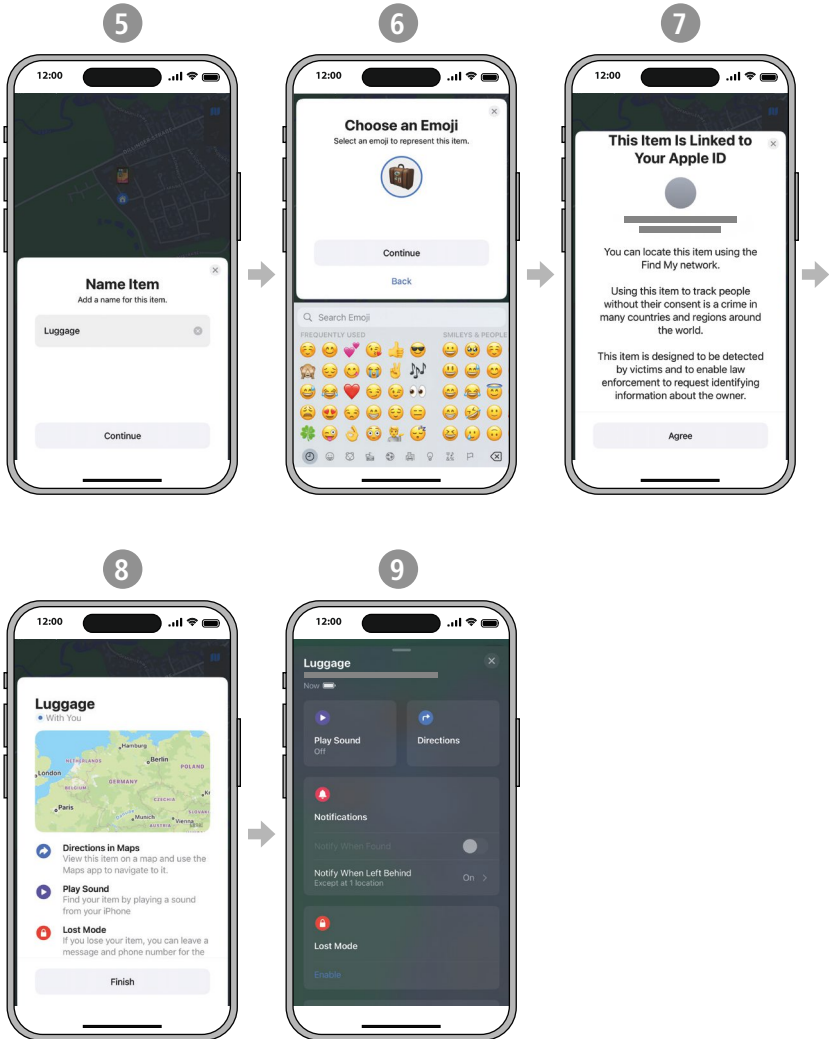 5
6
7
12:00
Name Item
Add a name for this item.
Luggage
Continue
12:00
Choose an Emoji
Select an emoji to represent this item.
Continue
Back
Search Emoji
FREQUENTLY USED
SMILEYS & PEOPLE
12:00
This Item Is Linked to
Your Apple ID
You can locate this item using the
Find My network.
Using this item to track people
without their consent is a crime in
many countries and regions around
the world.
This item is designed to be detected
by victims and to enable law
enforcement to request identifying
information about the owner.
Agree
8
9
12:00
Luggage
With You
Hamburg
Berlin
NETHERLANDS
POLAND
London
GERMANY
BELGIUM
CZECHIA
Paris
Munich
Vienna
AUSTRIA
Directions in Maps
View this item on a map and use the
Maps app to navigate to it.
Play Sound
Find your item by playing a sound
from your iPhone
Lost Mode
If you lose your item, you can leave a
message and phone number for the
Finish
12:00
Luggage
Now
Play Sound
Off
Directions
Notifications
Notify When Found
Notify When Left Behind
Except at 1 location
On
Lost Mode
Enable